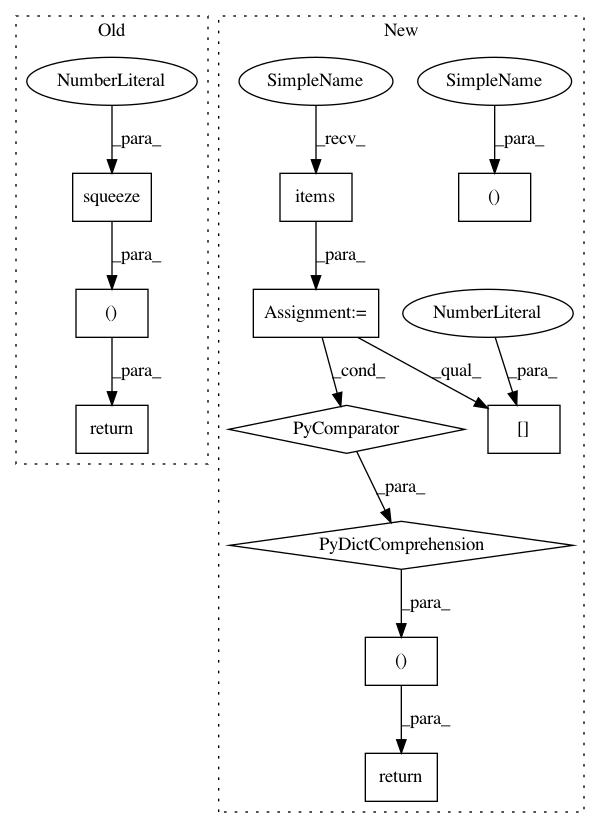 Old
New
NumberLiteral
SimpleName
SimpleName
_para_
_recv_
_para_
squeeze
items
()
_para_
_para_
()
Assignment:=
NumberLiteral
_para_
_cond_
_qual_
_para_
return
PyComparator
[]
_para_
PyDictComprehension
_para_
()
_para_
return